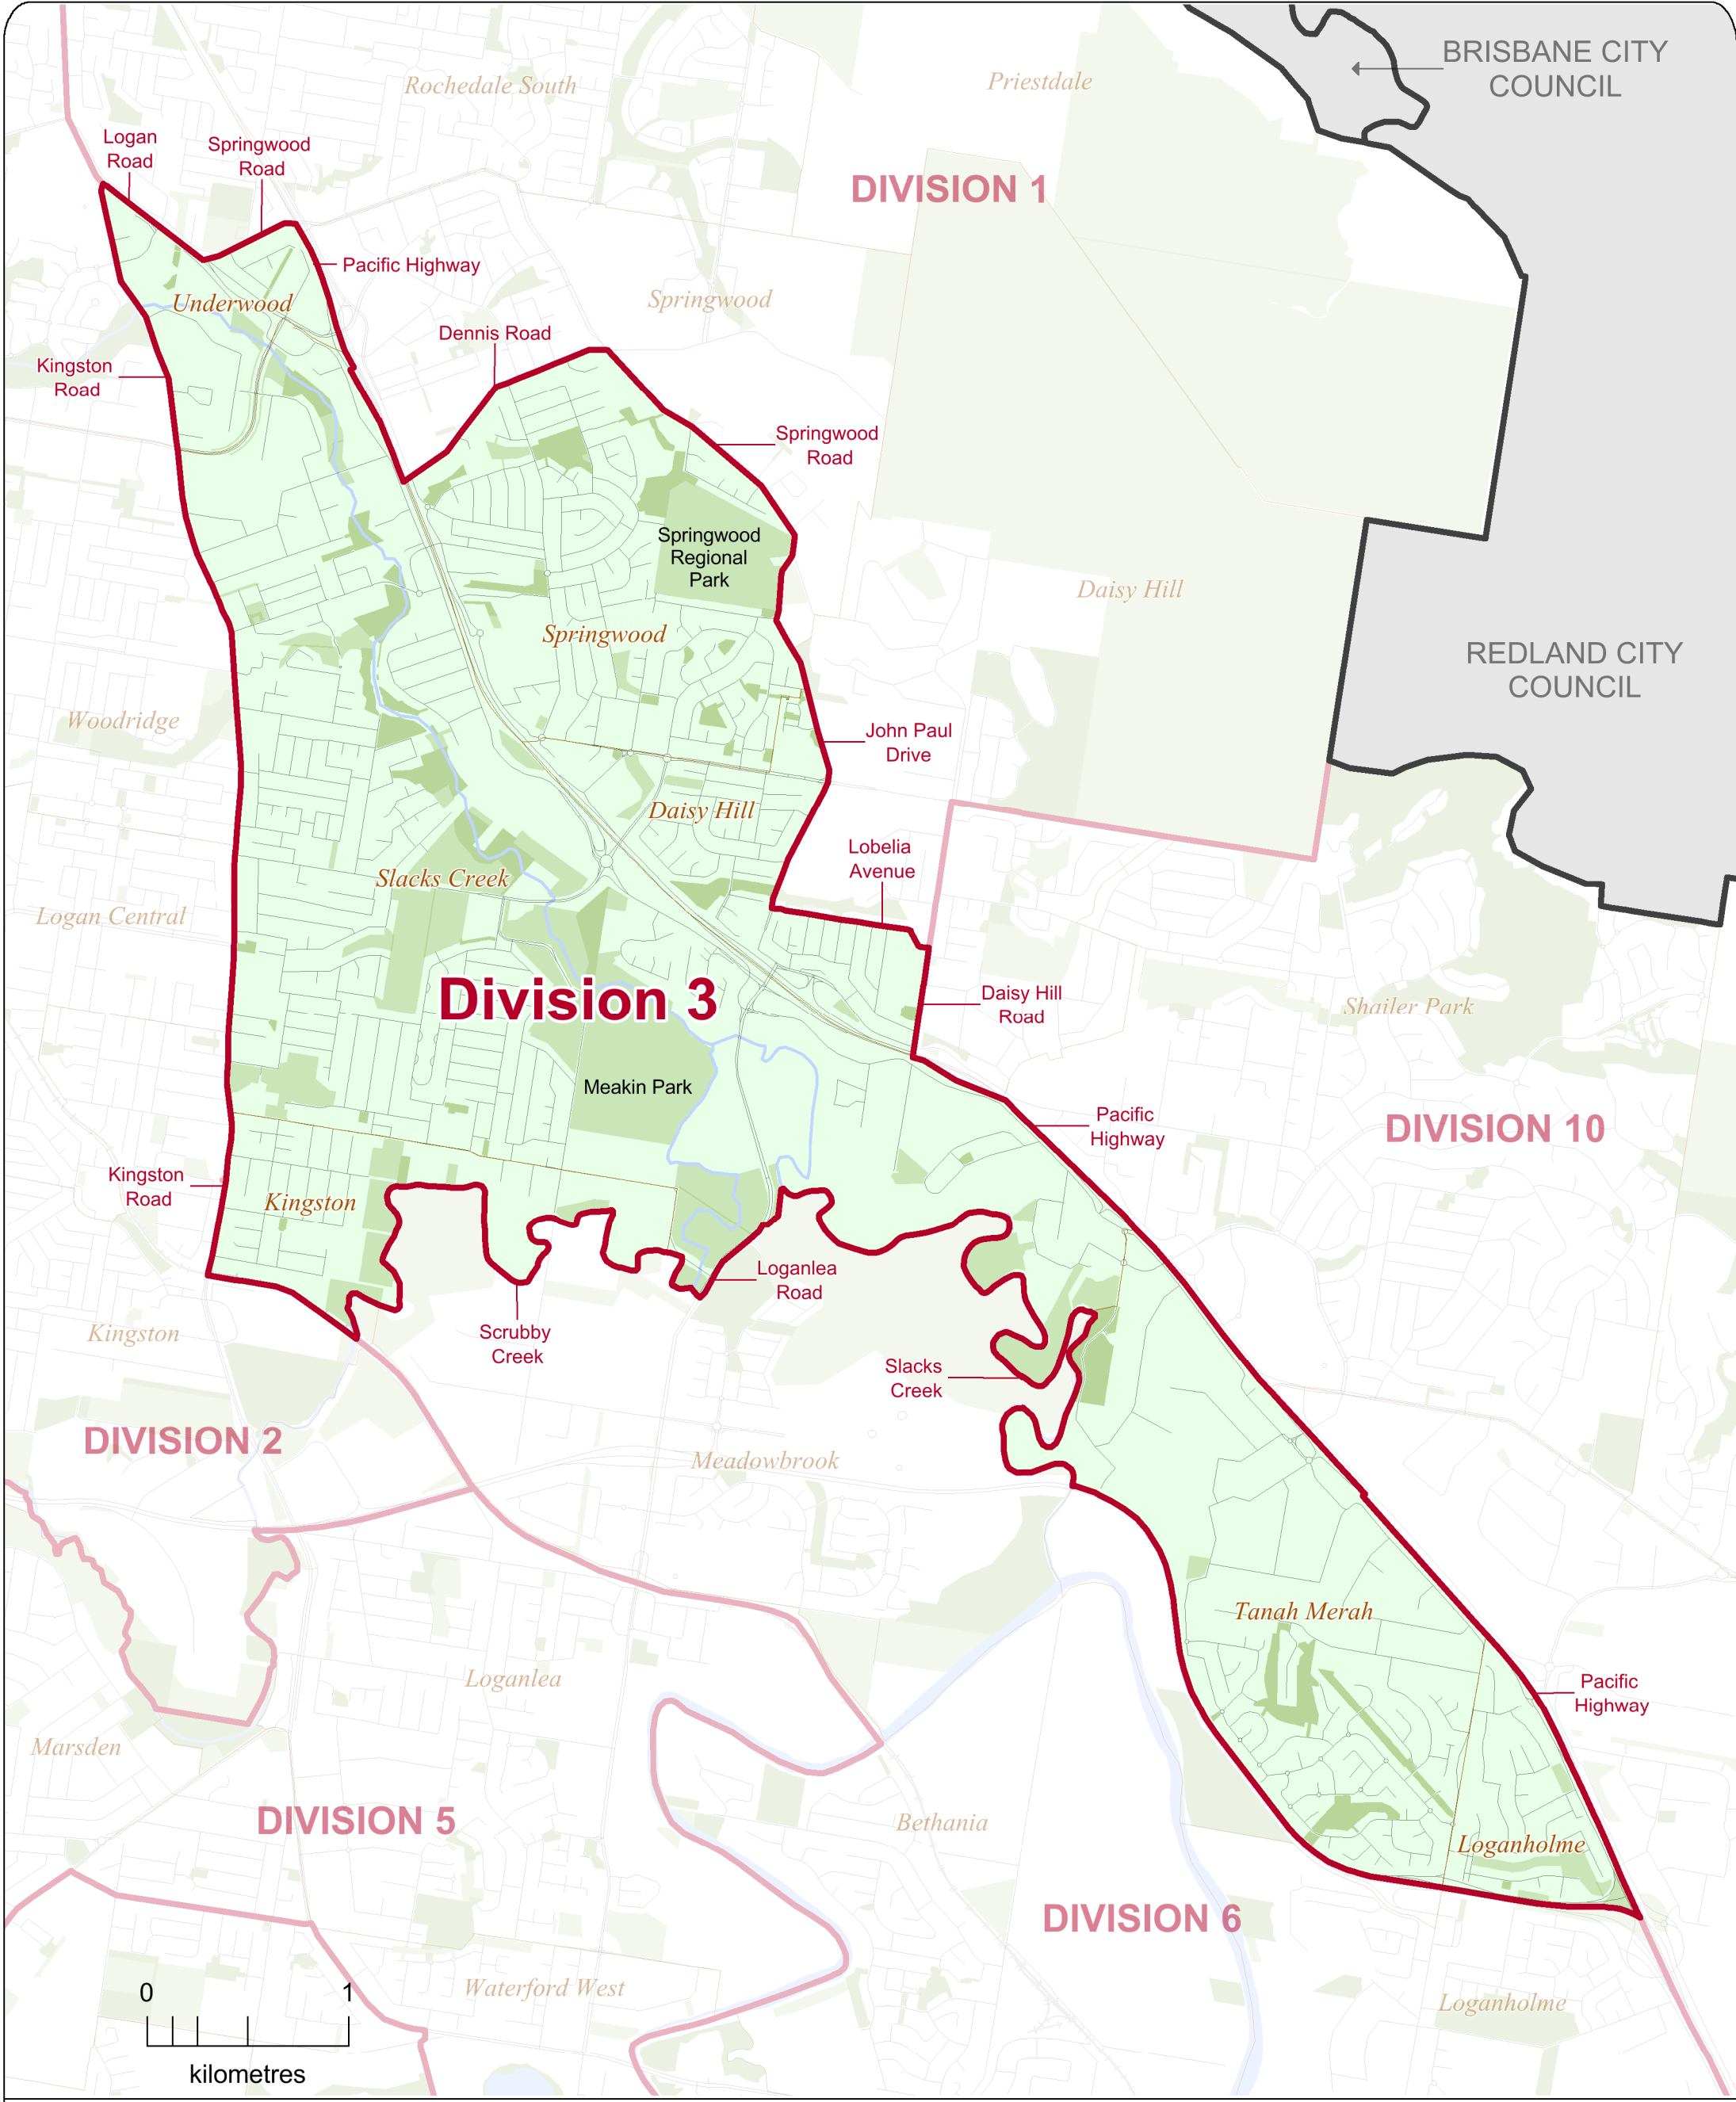 BRISBANE CITY
COUNCIL
Rochedale South
Priestdale
Logan
Road
Springwood
Road
DIVISION 1
Pacific Highway
Underwood
Springwood
Dennis Road
Kingston
Road
Springwood
Road
Springwood
Regional
Park
Daisy Hill
Springwood
REDLAND CITY
COUNCIL
Woodridge
John Paul
Drive
Daisy Hill
Lobelia
Avenue
Slacks Creek
Logan Central
Division 3
Daisy Hill
Road
Shailer Park
Meakin Park
Pacific
Highway
DIVISION 10
Kingston
Road
Kingston
Loganlea
Road
Kingston
Scrubby
Creek
Slacks
Creek
DIVISION 2
Meadowbrook
Tanah Merah
Loganlea
Pacific
Highway
Marsden
DIVISION 5
Bethania
Loganholme
DIVISION 6
Waterford West
Loganholme
0 1
kilometres